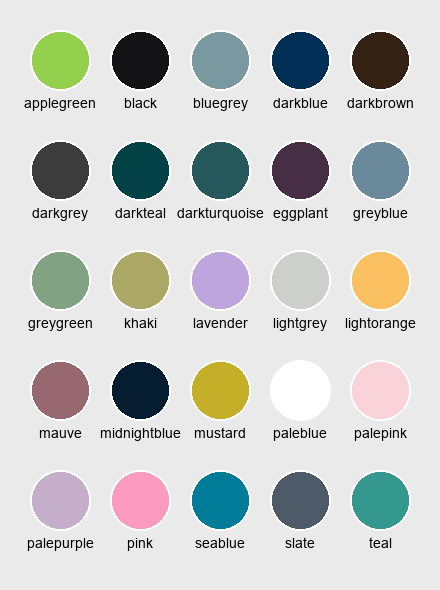 applegreen black bluegrey darkblue darkbrown
darkgrey darkteal darkturquoise eggplant greyblue
greygreen khaki lavender lightgrey lightorange
mauve midnightblue mustard paleblue palepink
palepurple pink seablue slate teal